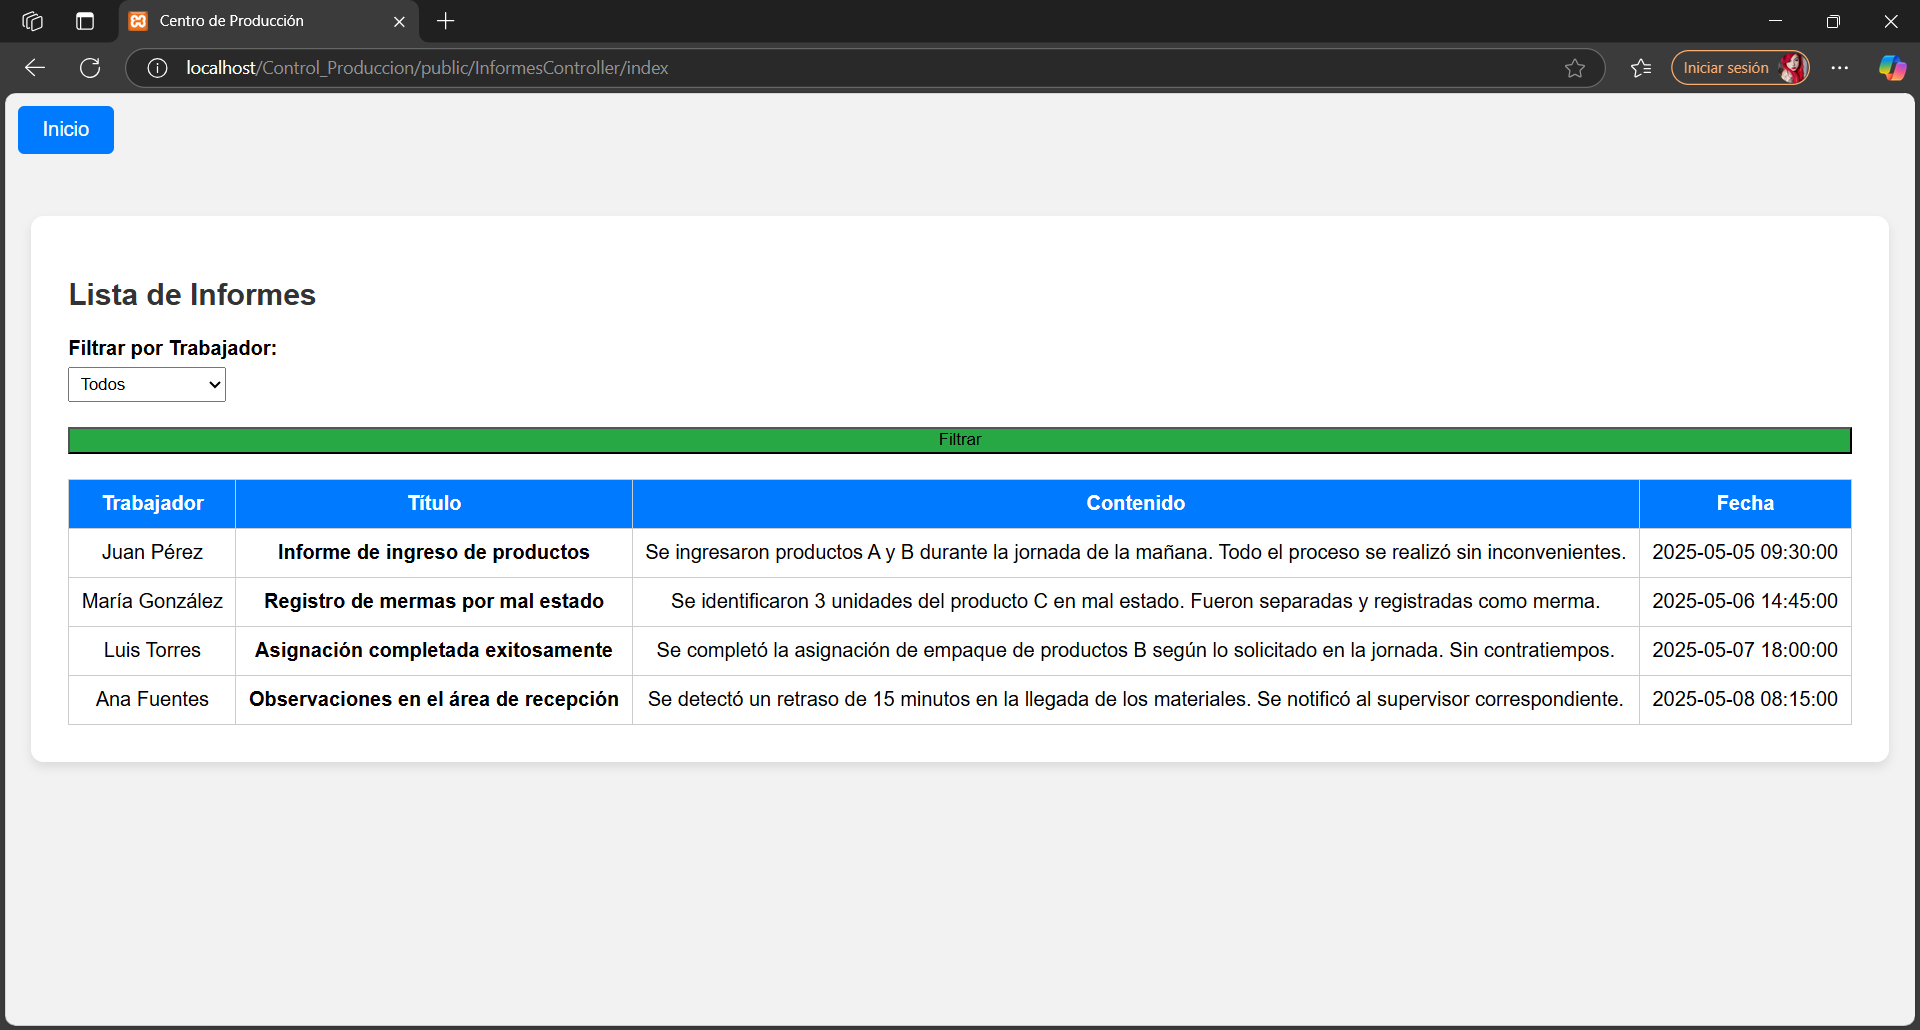 Centro de Producción
localhost/Control_Produccion/public/InformesController/index
Iniciar sesión
Inicio
Lista de Informes
Filtrar por Trabajador:
Todos
Filtrar
Trabajador Título Contenido Fecha
Juan Pérez Informe de ingreso de productos Se ingresaron productos A y B durante la jornada de la mañana. Todo el proceso se realizó sin inconvenientes. 2025-05-05 09:30:00
María González Registro de mermas por mal estado Se identificaron 3 unidades del producto C en mal estado. Fueron separadas y registradas como merma. 2025-05-06 14:45:00
Luis Torres Asignación completada exitosamente Se completó la asignación de empaque de productos B según lo solicitado en la jornada. Sin contratiempos. 2025-05-07 18:00:00
Ana Fuentes Observaciones en el área de recepción Se detectó un retraso de 15 minutos en la llegada de los materiales. Se notificó al supervisor correspondiente. 2025-05-08 08:15:00